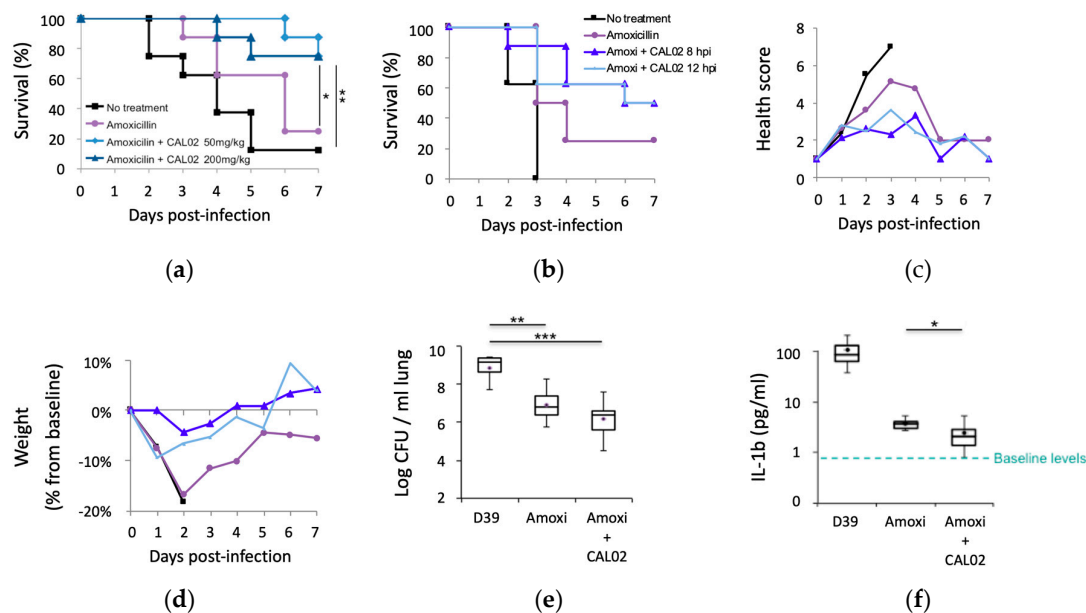 Survival (%)
100
80
60
40
20
0
No treatment
Amoxicillin
Amoxicilin + CAL02 50mg/kg
Amoxicilin + CAL02 200mg/kg
*
**
0 1 2 3 4 5 6 7
Days post-infection
(a)
Survival (%)
100
80
60
40
20
0
No treatment
Amoxicillin
Amoxi + CAL02 8 hpi
Amoxi + CAL02 12 hpi
0 1 2 3 4 5 6 7
Days post-infection
(b)
Health score
8
6
4
2
0
0 1 2 3 4 5 6 7
Days post-infection
(c)
Weight
(% from baseline)
10%
0%
-10%
-20%
0 1 2 3 4 5 6 7
Days post-infection
(d)
Log CFU / ml lung
**
***
10
8
6
4
2
D39 Amoxi Amoxi
+
CAL02
(e)
IL-1b (pg/ml)
*
100
10
1
0
Baseline levels
D39 Amoxi Amoxi
+
CAL02
(f)